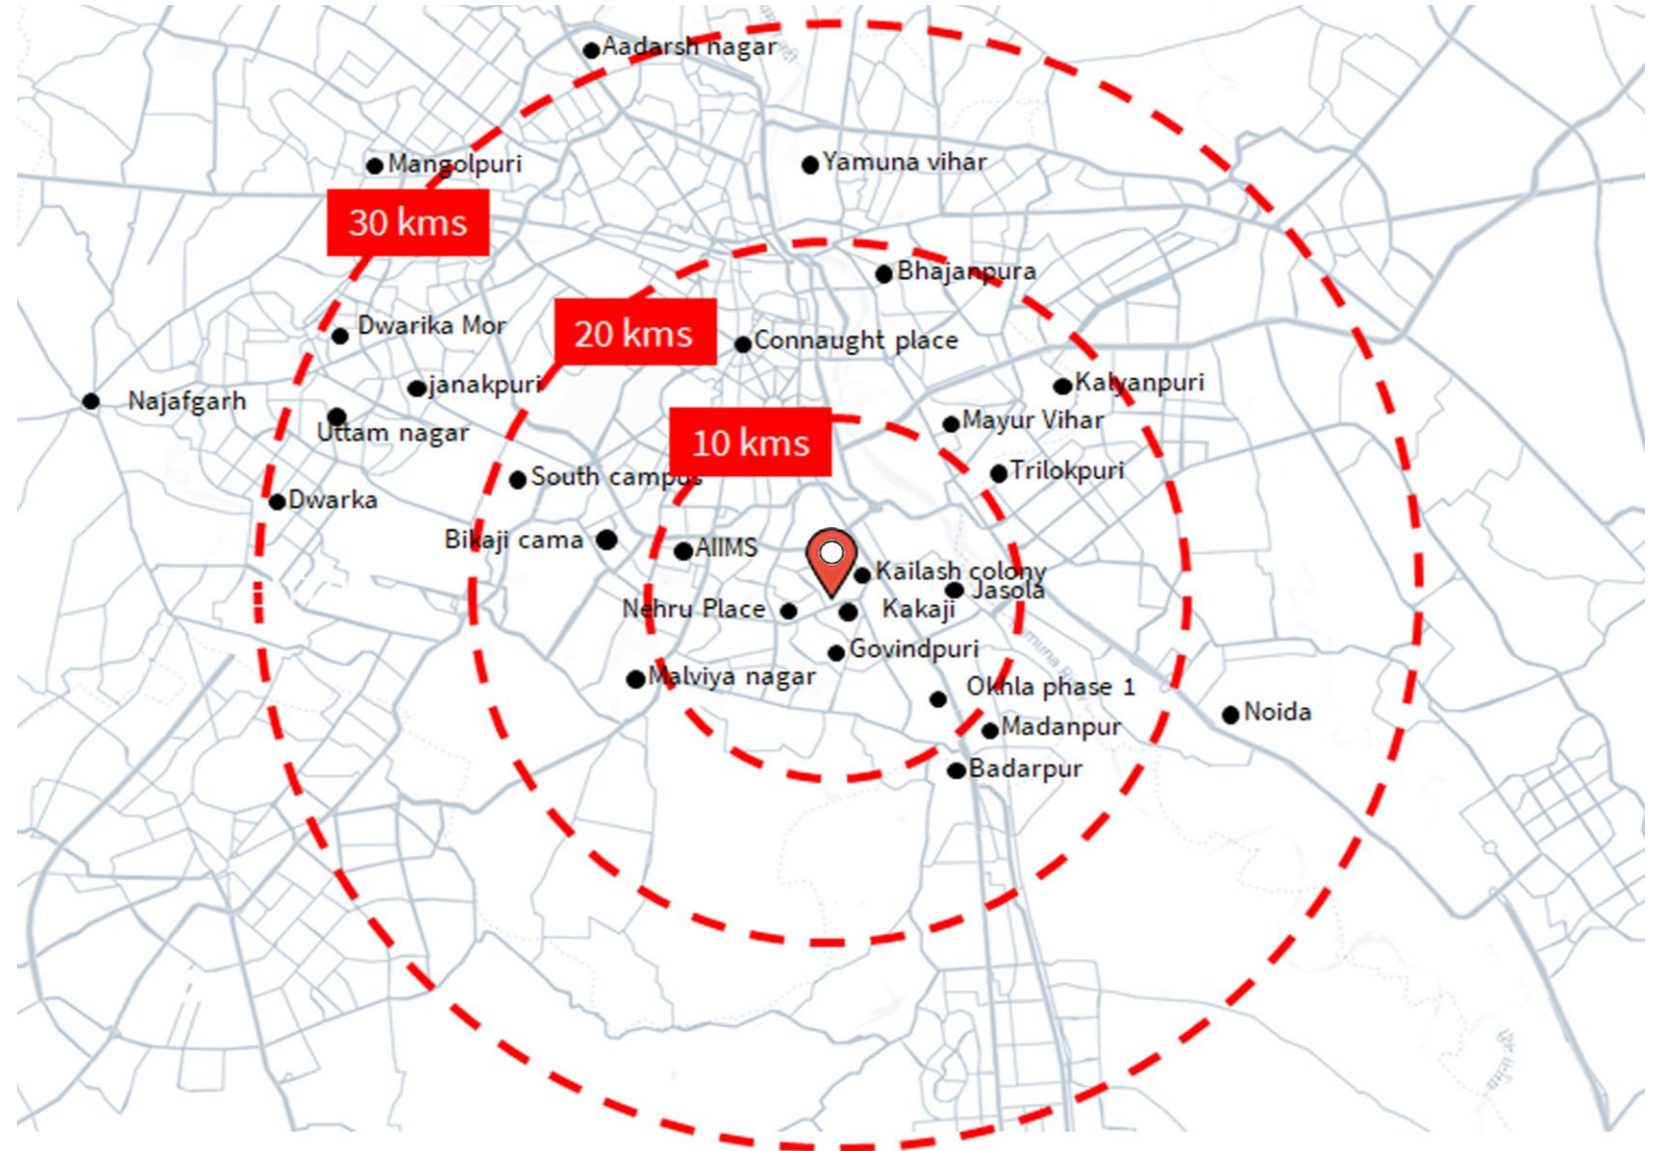 Aadarsh nagar
Mangolpuri
Yamuna vihar
30 kms
Bhajanpura
Dwarika Mor
20 kms
Connaught place
janakpuri
Kalyanpuri
Najafgarh
Mayur Vihar
Uttam nagar
10 kms
Trilokpuri
South campus
Dwarka
Bikaji cama
AIIMS
Kailash colony
Jasola
Nehru Place
Kakaji
Govindpuri
Malviya nagar
Okhla phase 1
Noida
Madanpur
Badarpur